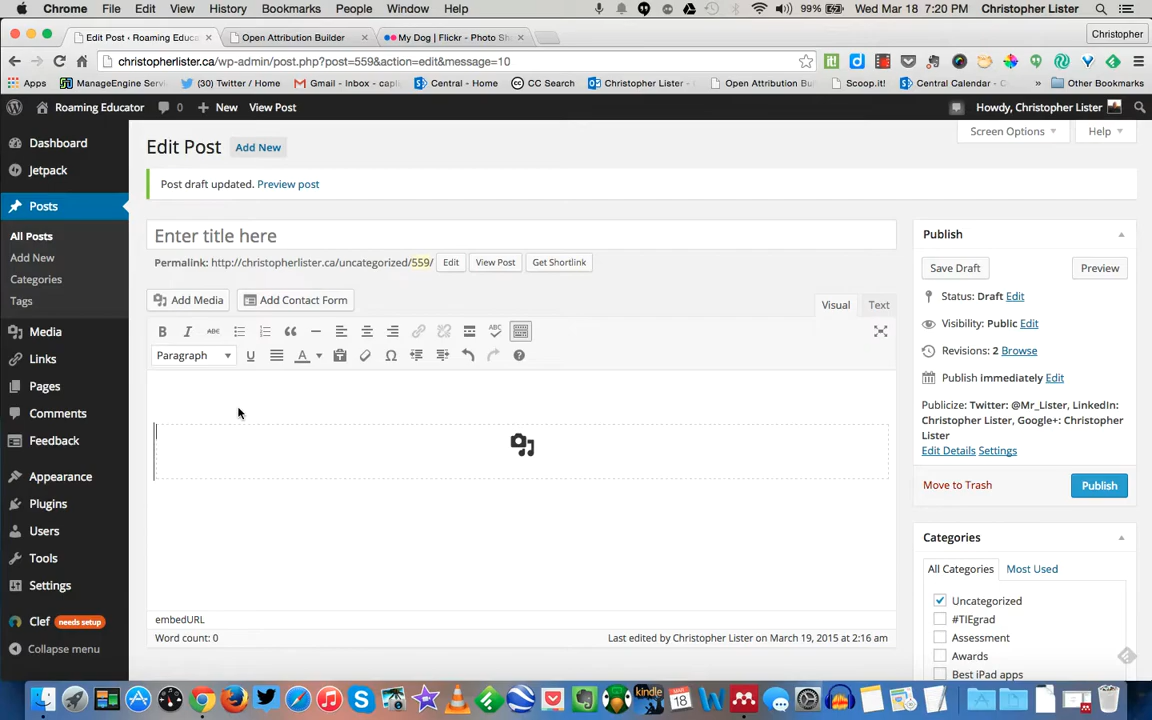 Chrome File Edit View History Bookmarks People Window Help 99% Wed Mar 18 7:20 PM Christopher Lister
Edit Post ‹ Roaming Educa Open Attribution Builder My Dog | Flickr - Photo Sh Christopher
christopherlister.ca/wp-admin/post.php?post=559&action=edit&message=10
Apps ManageEngine Servi (30) Twitter / Home Gmail - Inbox - capl Central - Home CC Search Christopher Lister - Open Attribution Buil Scoop.it! Central Calendar - C » Other Bookmarks
Roaming Educator 0 New View Post Howdy, Christopher Lister
Dashboard
Jetpack
Posts
All Posts
Add New
Categories
Tags
Media
Links
Pages
Comments
Feedback
Appearance
Plugins
Users
Tools
Settings
Clef needs setup
Collapse menu
Screen Options Help
Edit Post Add New
Post draft updated. Preview post
Enter title here
Permalink: http://christopherlister.ca/uncategorized/559/ Edit View Post Get Shortlink
Add Media Add Contact Form Visual Text
B I ABC ABC
Paragraph U A Ω
embedURL
Word count: 0 Last edited by Christopher Lister on March 19, 2015 at 2:16 am
Publish
Save Draft Preview
Status: Draft Edit
Visibility: Public Edit
Revisions: 2 Browse
Publish immediately Edit
Publicize: Twitter: @Mr_Lister, LinkedIn:
Christopher Lister, Google+: Christopher
Lister
Edit Details Settings
Move to Trash Publish
Categories
All Categories Most Used
Uncategorized
#TIEgrad
Assessment
Awards
Best iPad apps
kindle
MAR
18